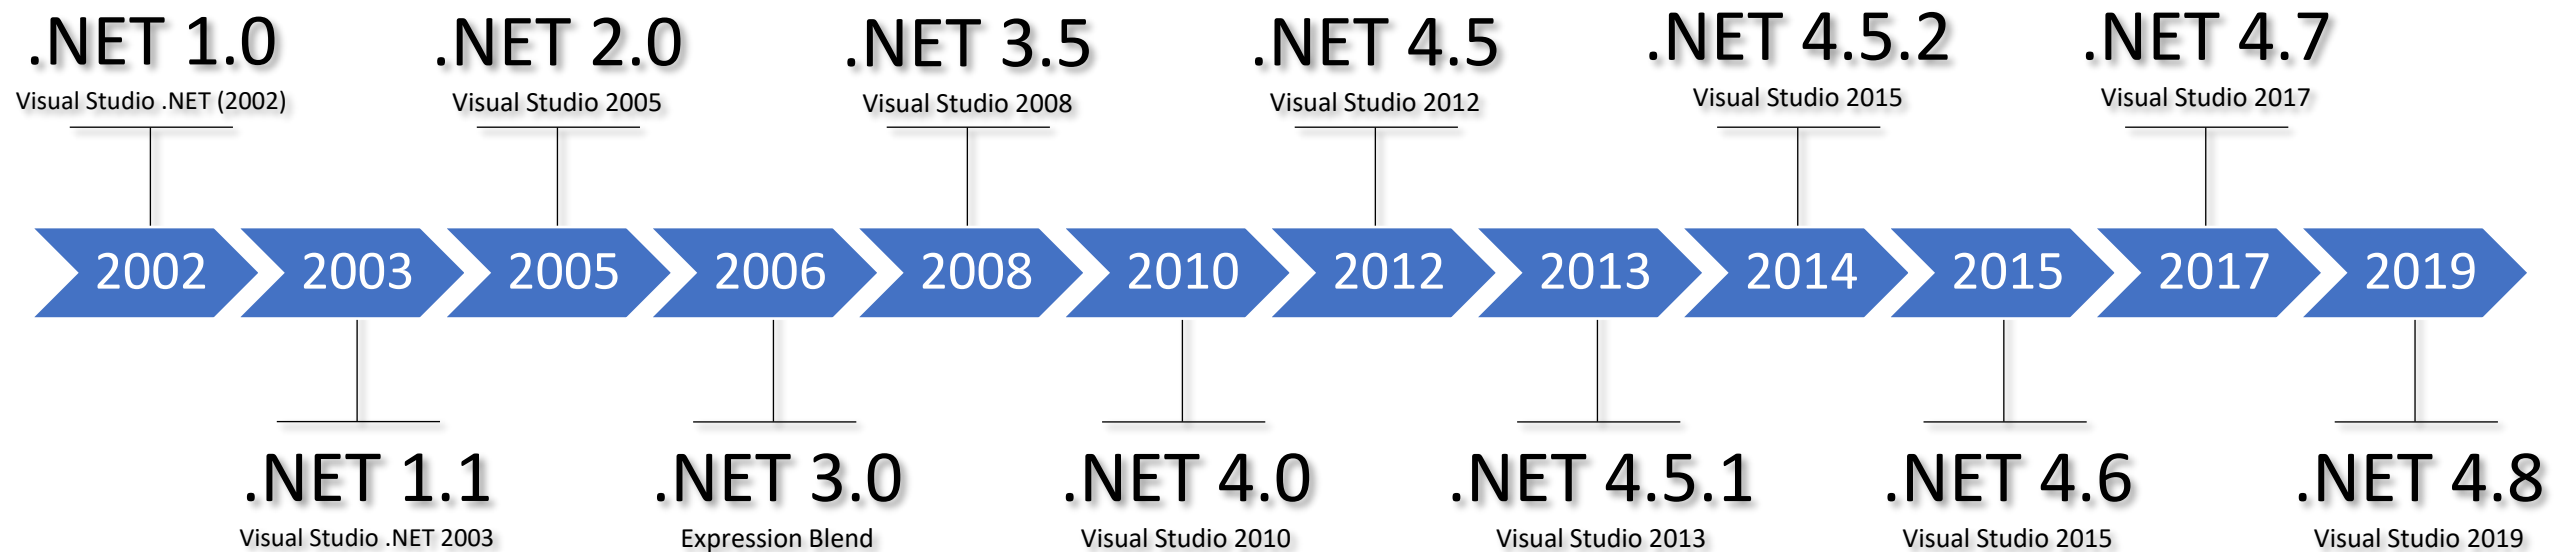 .NET 1.0
Visual Studio .NET (2002)
.NET 2.0
Visual Studio 2005
.NET 3.5
Visual Studio 2008
.NET 4.5
Visual Studio 2012
.NET 4.5.2
Visual Studio 2015
.NET 4.7
Visual Studio 2017
2002
2003
2005
2006
2008
2010
2012
2013
2014
2015
2017
2019
.NET 1.1
Visual Studio .NET 2003
.NET 3.0
Expression Blend
.NET 4.0
Visual Studio 2010
.NET 4.5.1
Visual Studio 2013
.NET 4.6
Visual Studio 2015
.NET 4.8
Visual Studio 2019